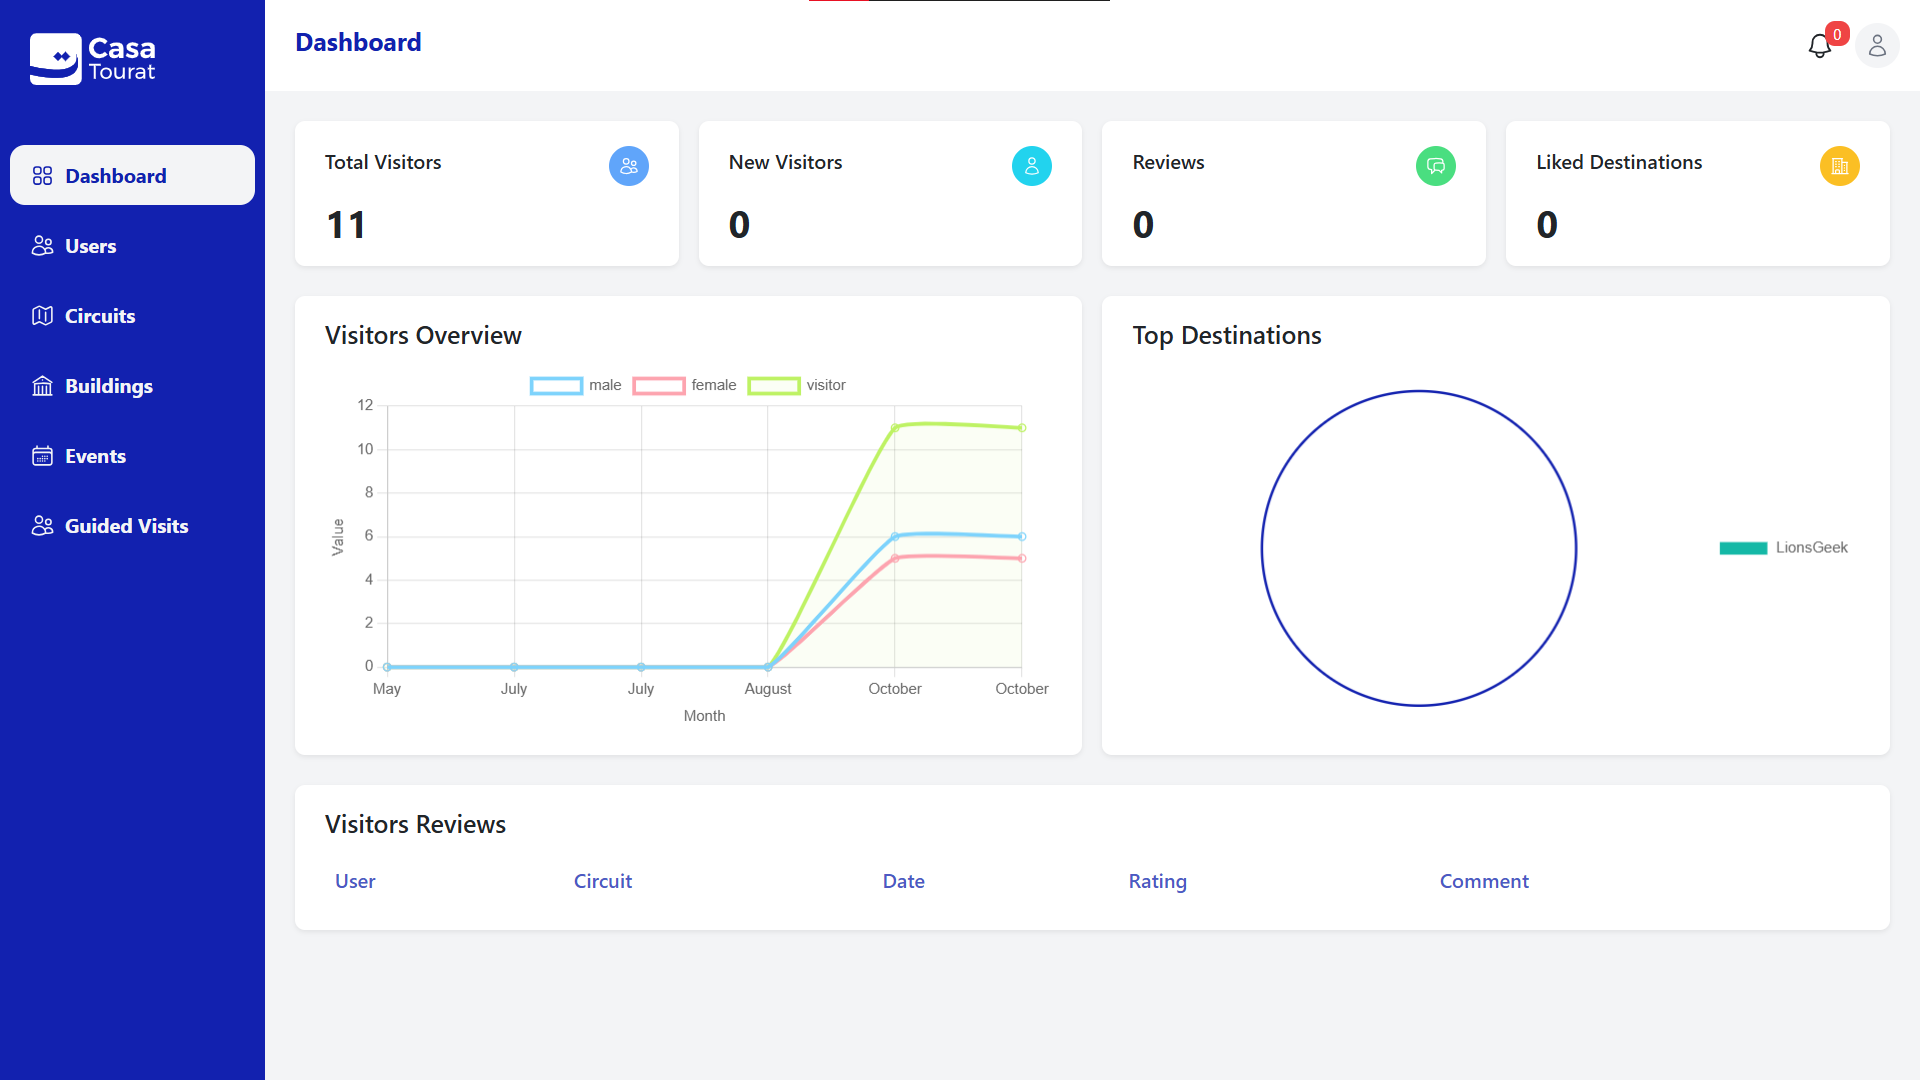 Casa
Tourat
Dashboard
Users
Circuits
Buildings
Events
Guided Visits
Dashboard
0
Total Visitors
11
New Visitors
0
Reviews
0
Liked Destinations
0
Visitors Overview
male female visitor
12
10
8
6
4
2
0
Value
May July July August October October
Month
Top Destinations
LionsGeek
Visitors Reviews
User Circuit Date Rating Comment